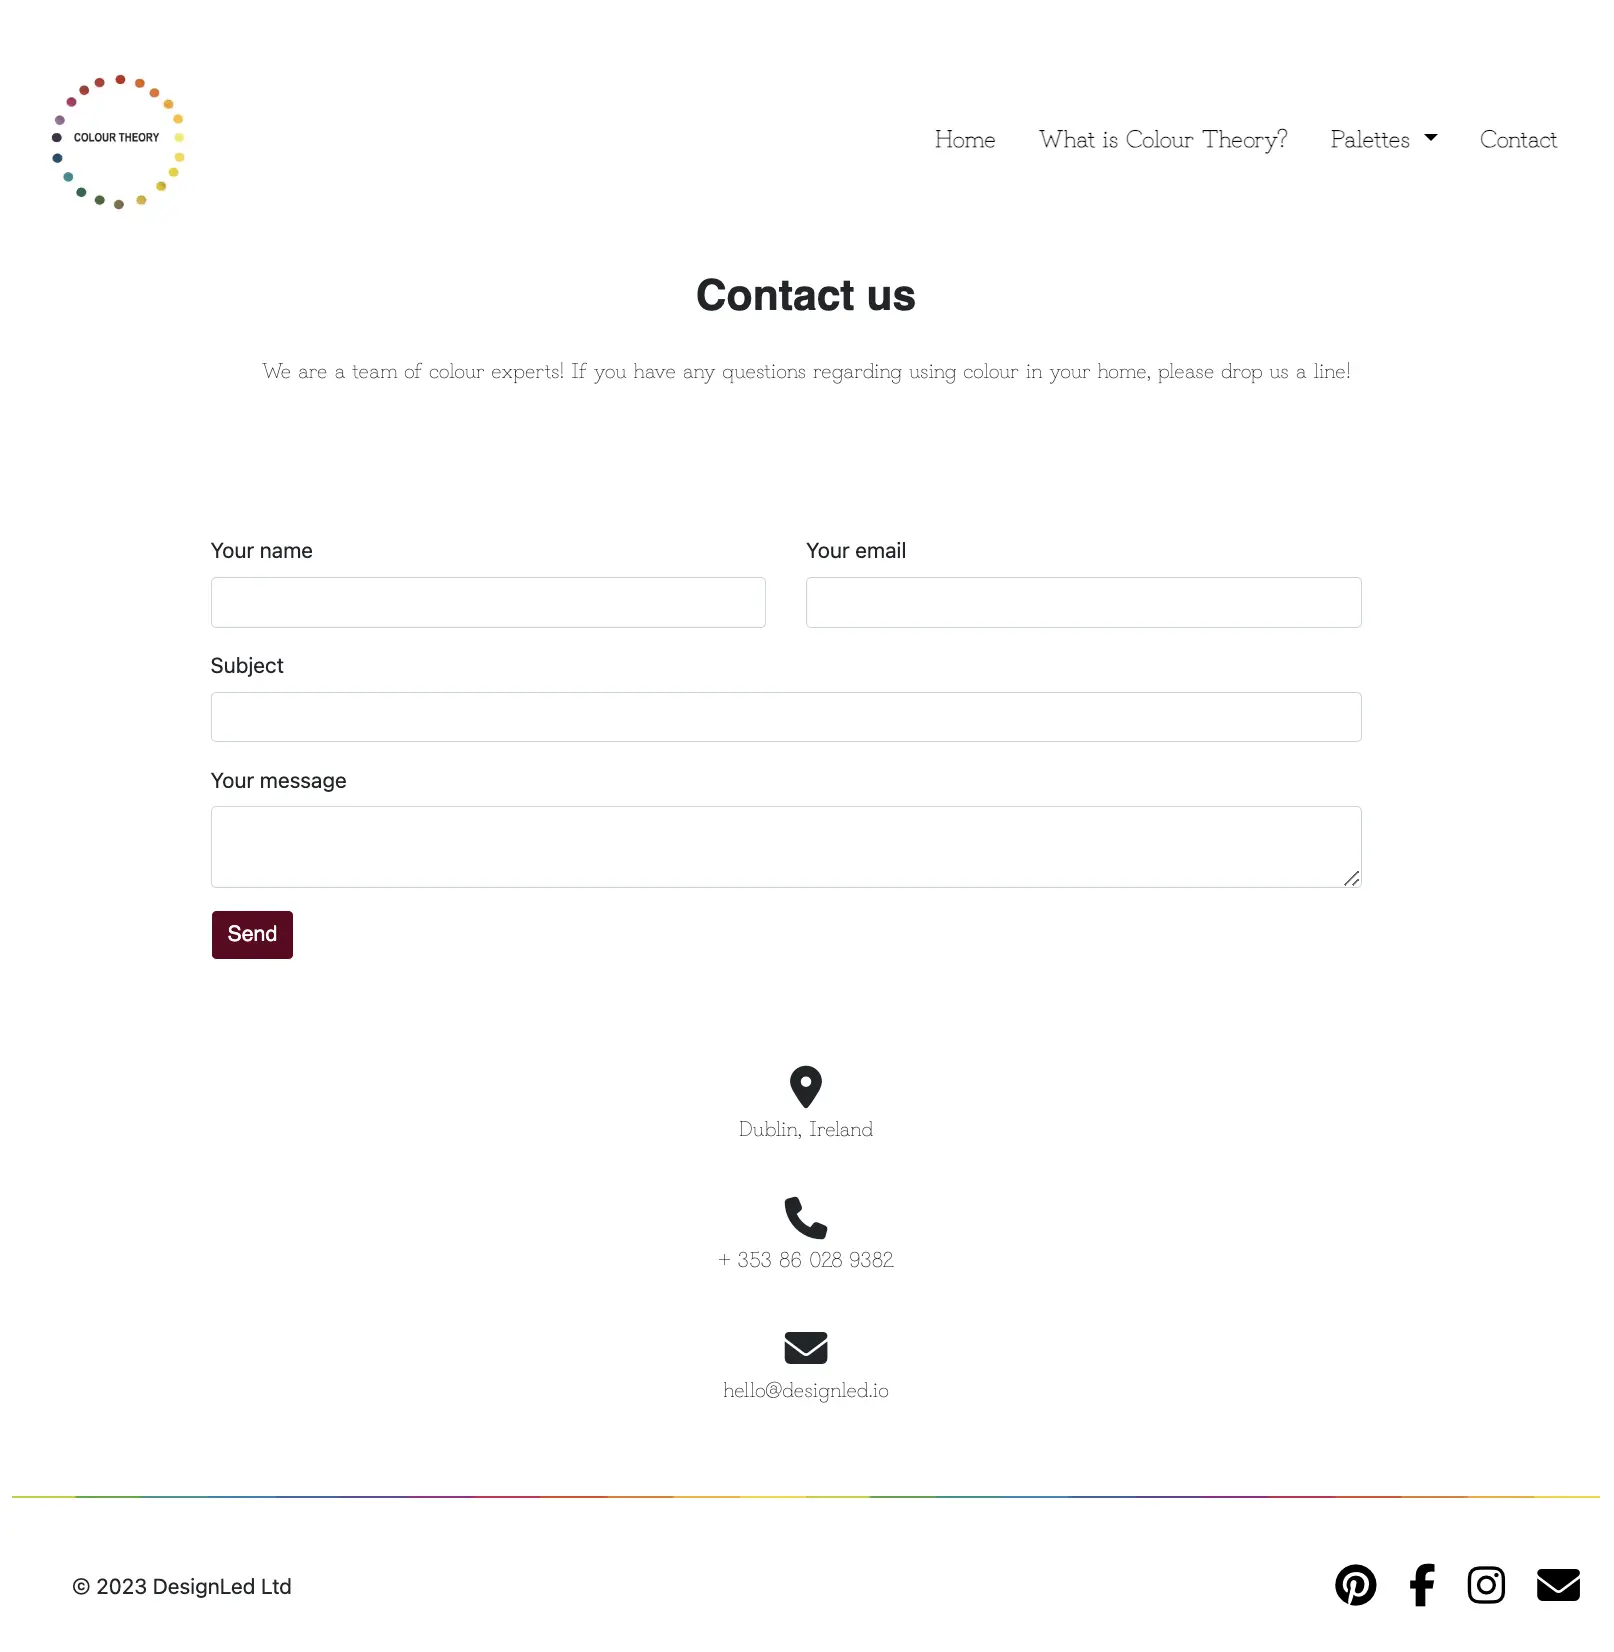 COLOUR THEORY
Home What is Colour Theory? Palettes Contact
Contact us
We are a team of colour experts! If you have any questions regarding using colour in your home, please drop us a line!
Your name Your email
Subject
Your message
Send
Dublin, Ireland
+ 353 86 028 9382
hello@designled.io
© 2023 DesignLed Ltd